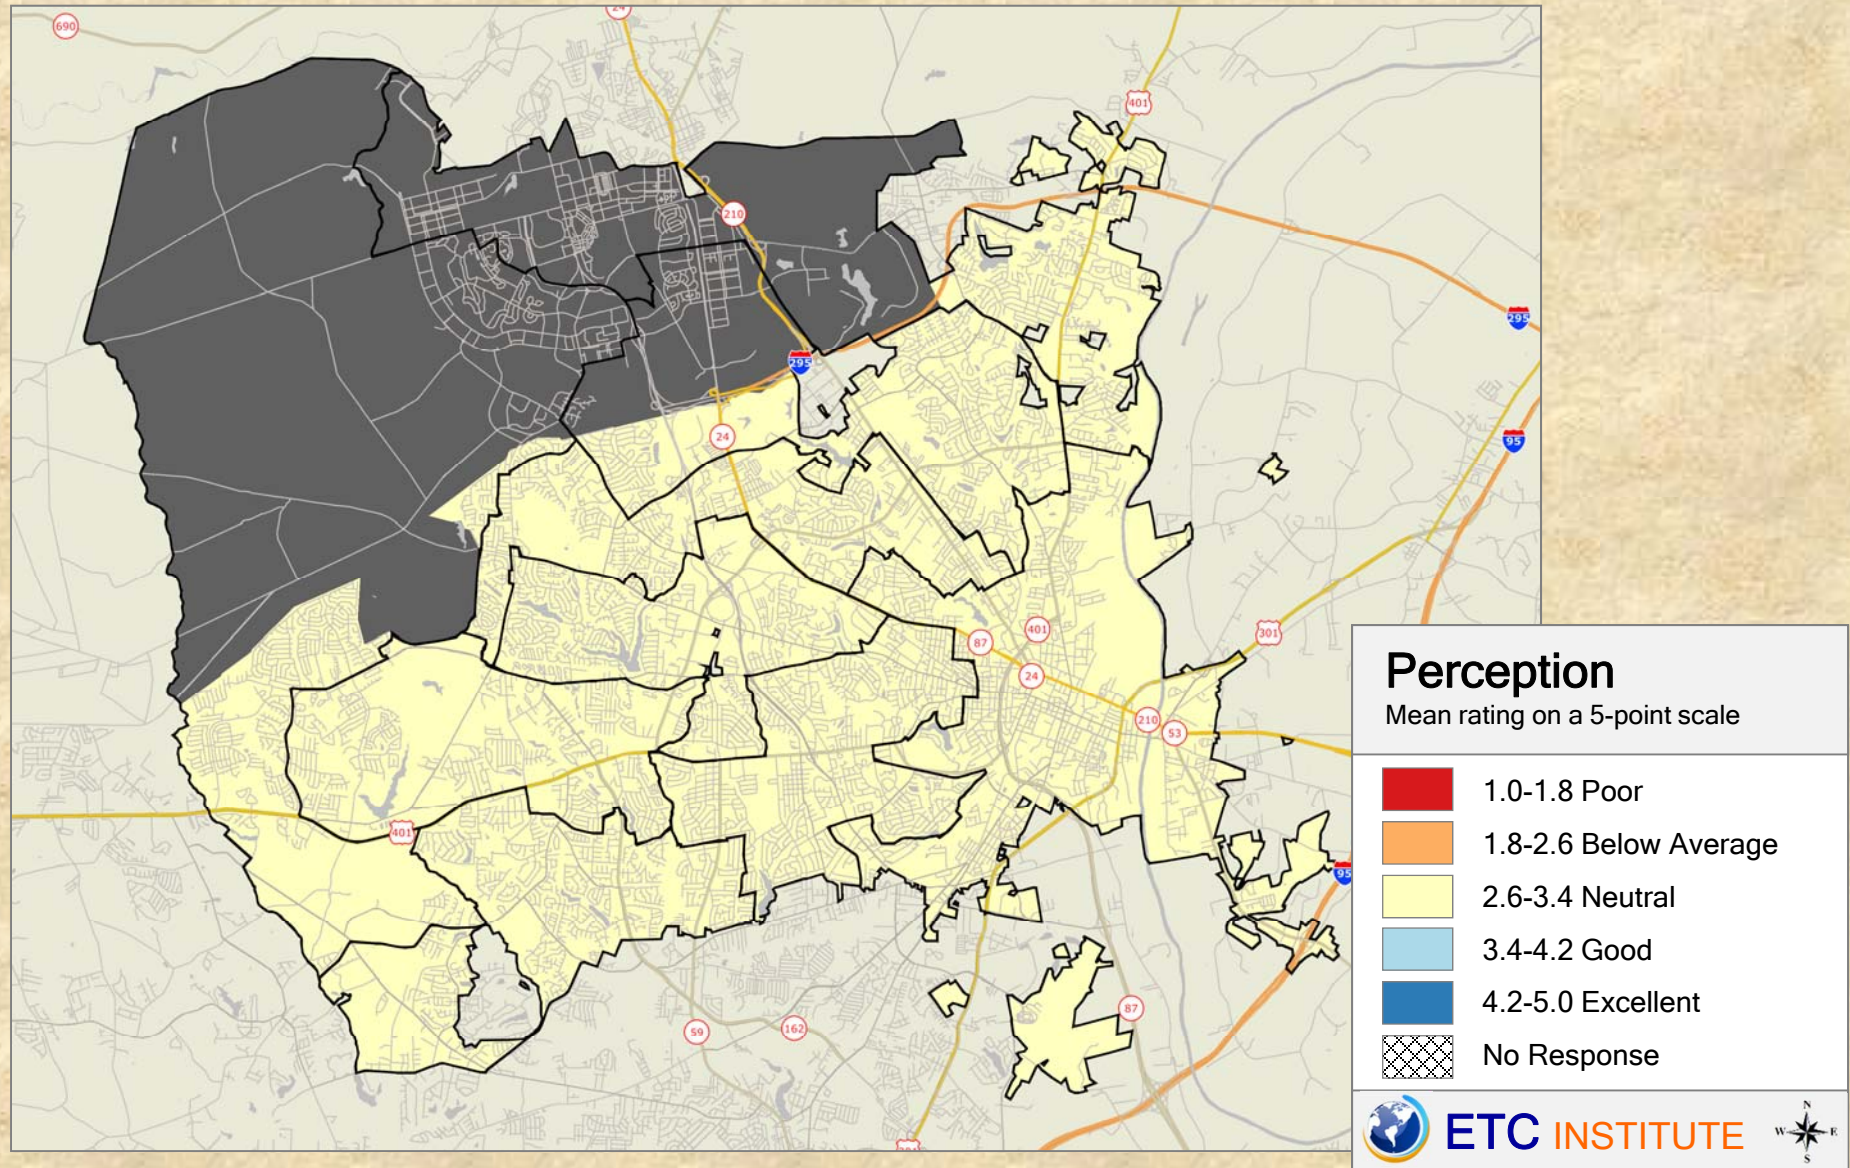 24
690
401
210
295
295
24
95
87
401
301
24
210
53
401
95
59
162
87
Perception
Mean rating on a 5-point scale
1.0-1.8 Poor
1.8-2.6 Below Average
2.6-3.4 Neutral
3.4-4.2 Good
4.2-5.0 Excellent
No Response
ETC INSTITUTE
N
W E
S